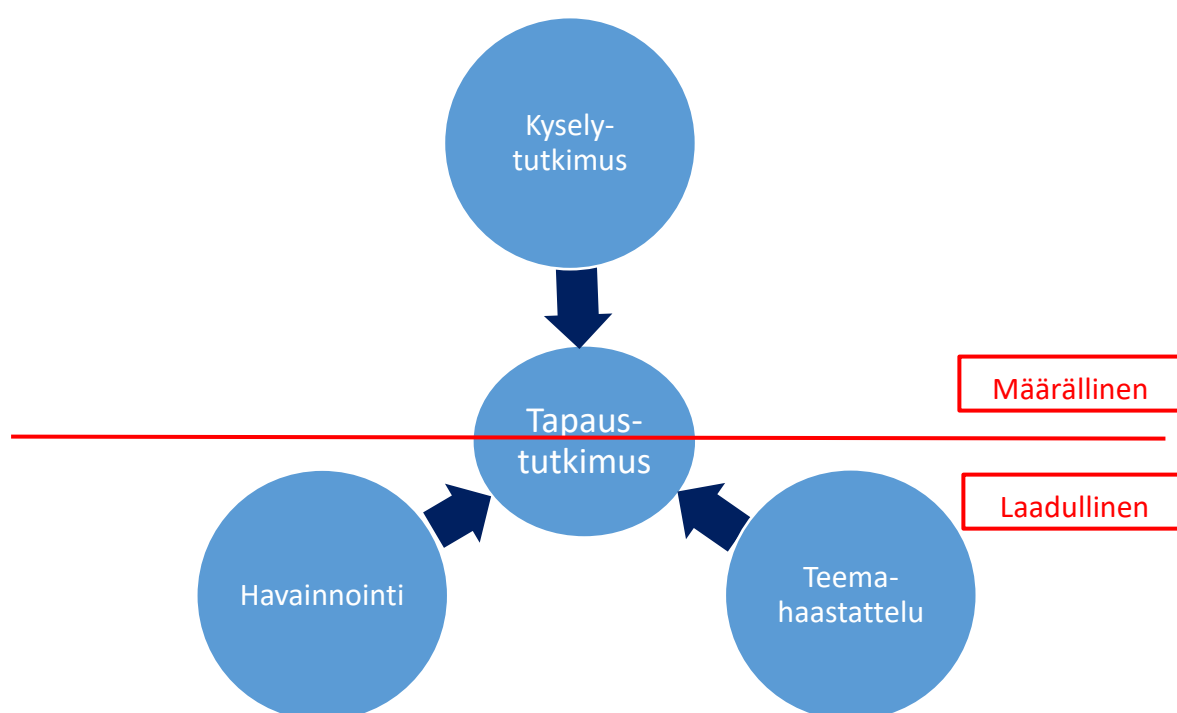 Kysely-
tutkimus
Määrällinen
Tapaus-
tutkimus
Laadullinen
Havainnointi
Teema-
haastattelu